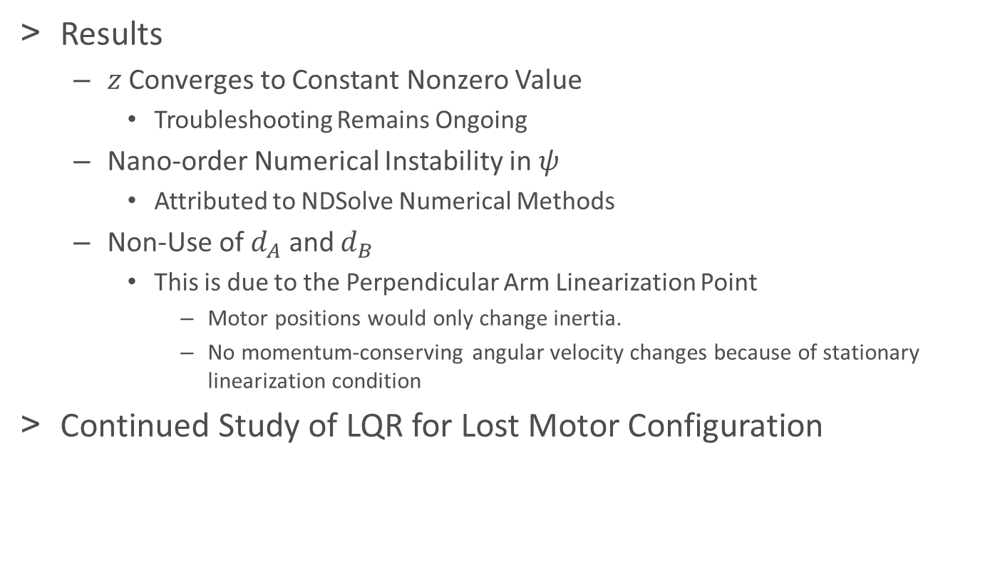 > Results
– z Converges to Constant Nonzero Value
• Troubleshooting Remains Ongoing
– Nano-order Numerical Instability in ψ
• Attributed to NDSolve Numerical Methods
– Non-Use of d_A and d_B
• This is due to the Perpendicular Arm Linearization Point
– Motor positions would only change inertia.
– No momentum-conserving angular velocity changes because of stationary
linearization condition
> Continued Study of LQR for Lost Motor Configuration